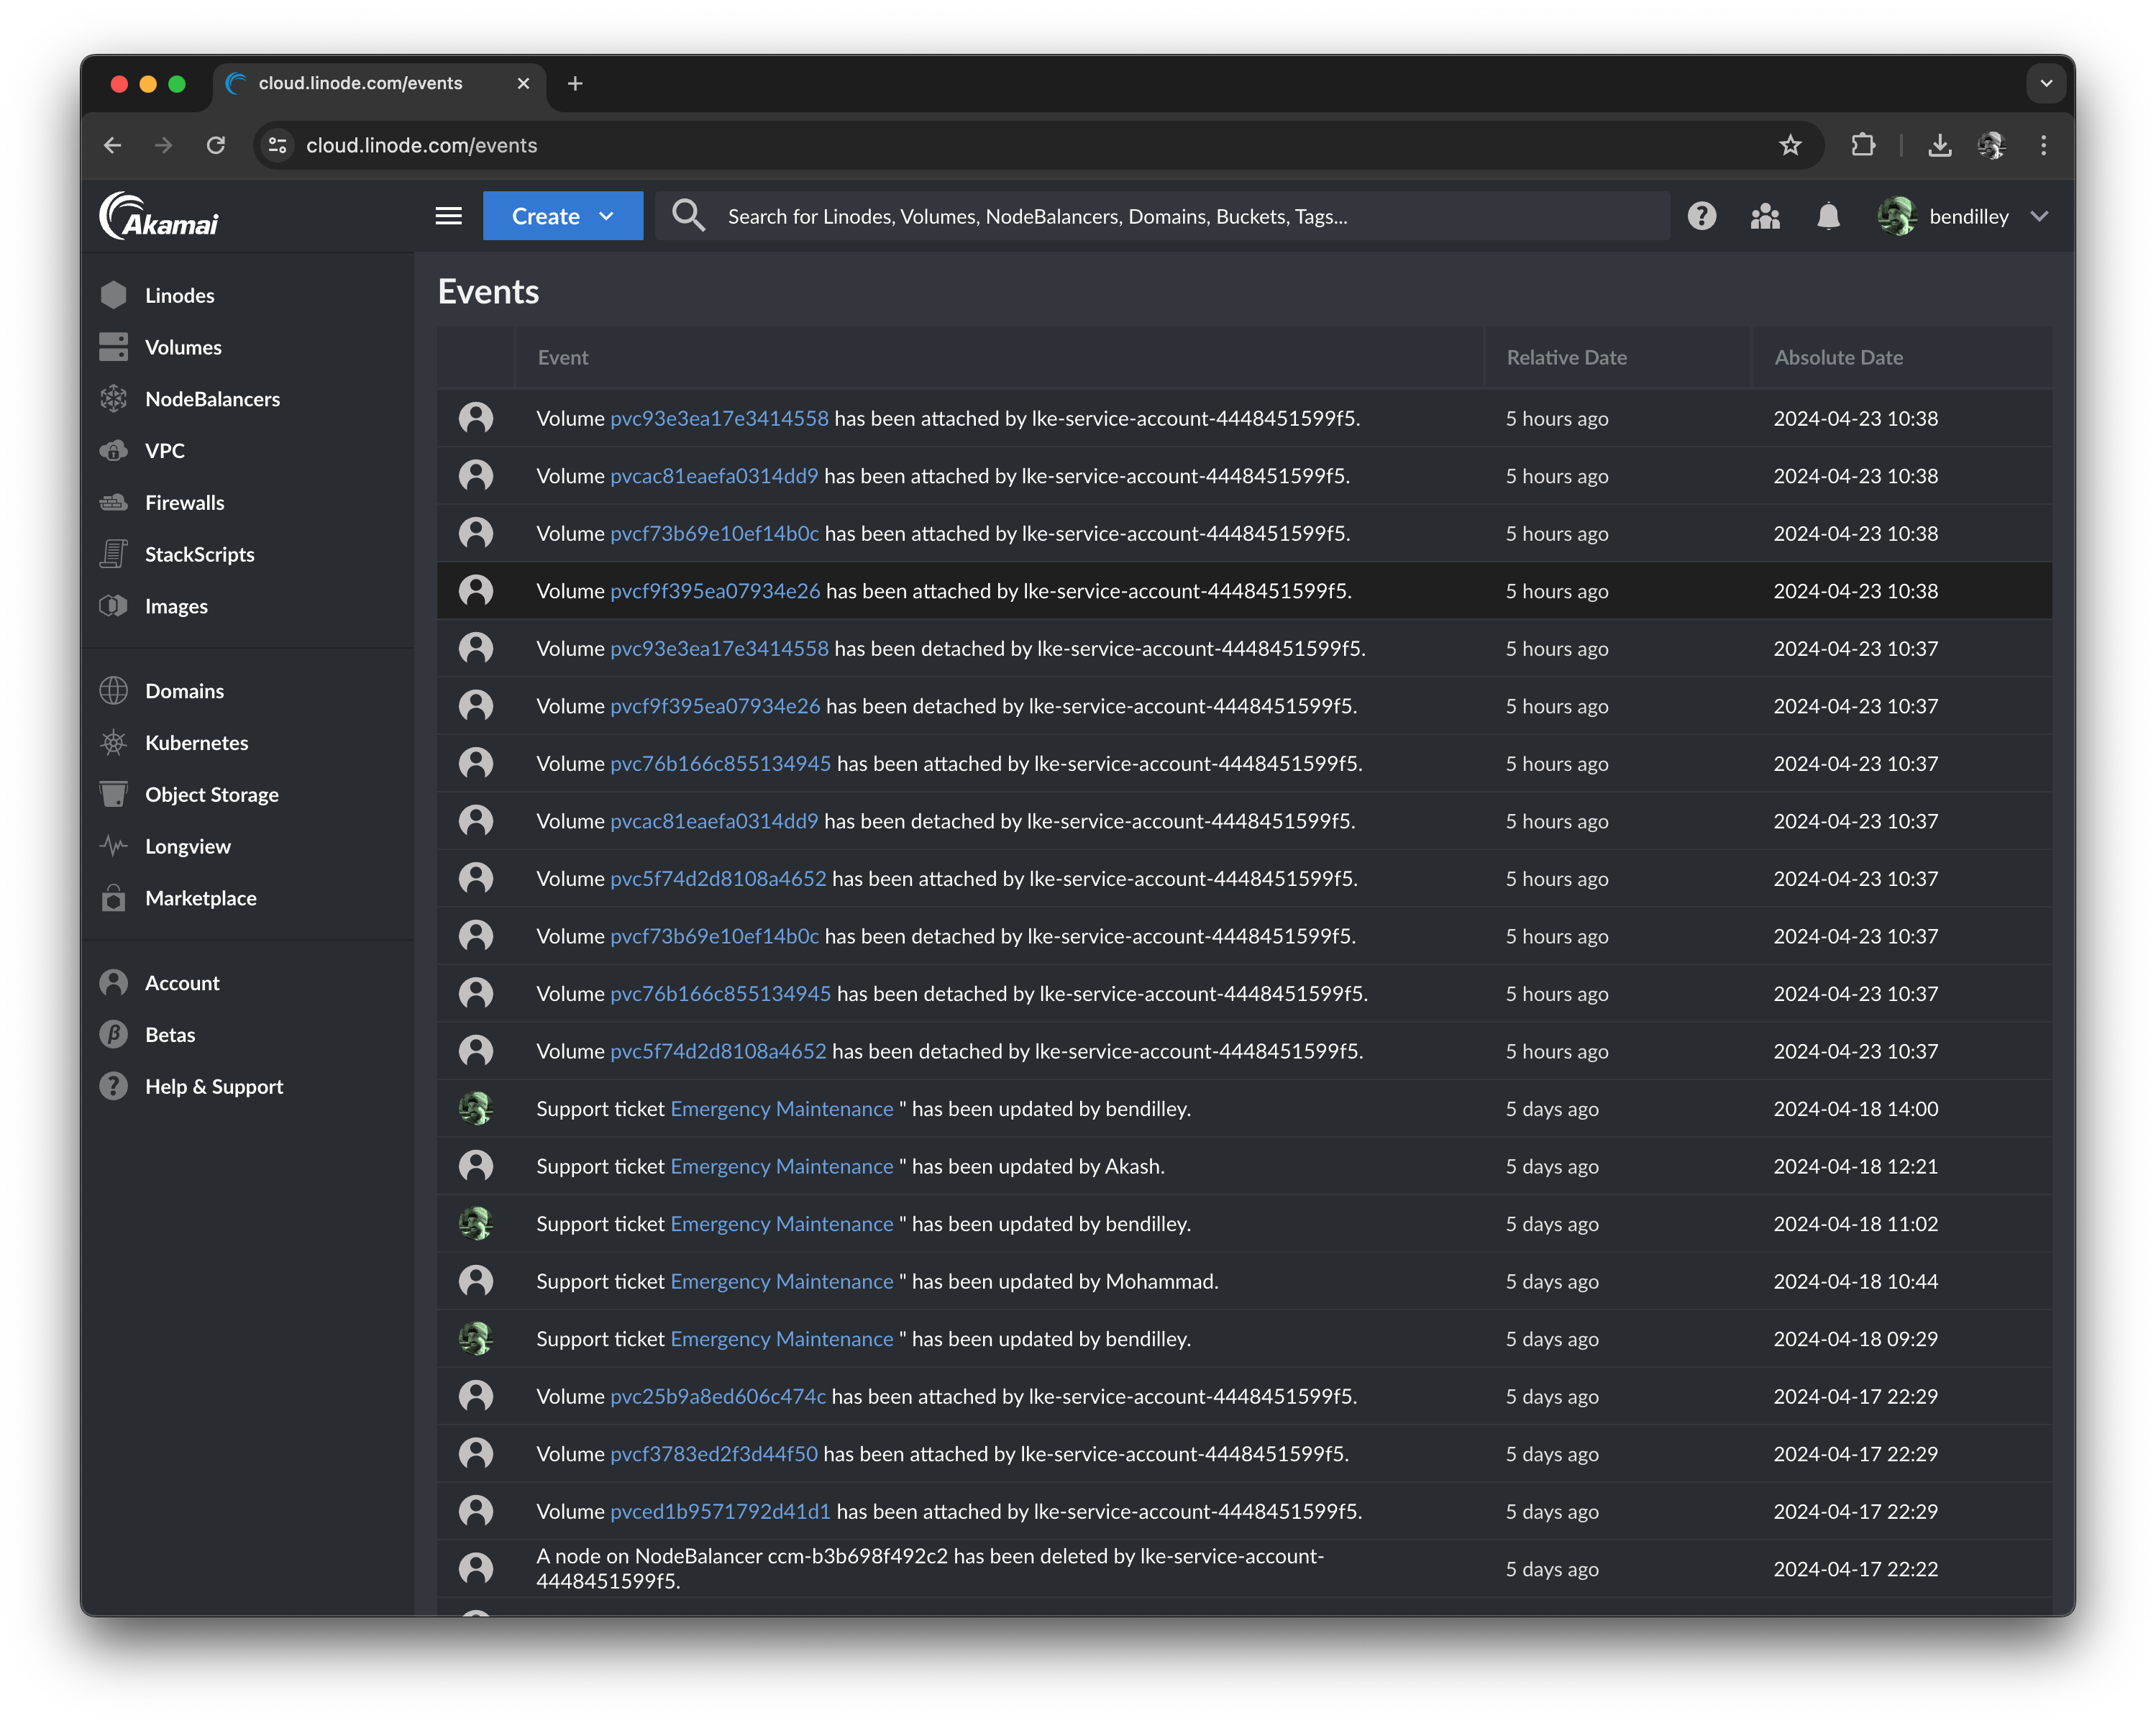 cloud.linode.com/events
cloud.linode.com/events
Akamai
Create
Search for Linodes, Volumes, NodeBalancers, Domains, Buckets, Tags...
bendilley
Linodes
Volumes
NodeBalancers
VPC
Firewalls
StackScripts
Images
Domains
Kubernetes
Object Storage
Longview
Marketplace
Account
β Betas
Help & Support
Events
Event Relative Date Absolute Date
Volume pvc93e3ea17e3414558 has been attached by lke-service-account-4448451599f5. 5 hours ago 2024-04-23 10:38
Volume pvcac81eaefa0314dd9 has been attached by lke-service-account-4448451599f5. 5 hours ago 2024-04-23 10:38
Volume pvcf73b69e10ef14b0c has been attached by lke-service-account-4448451599f5. 5 hours ago 2024-04-23 10:38
Volume pvcf9f395ea07934e26 has been attached by lke-service-account-4448451599f5. 5 hours ago 2024-04-23 10:38
Volume pvc93e3ea17e3414558 has been detached by lke-service-account-4448451599f5. 5 hours ago 2024-04-23 10:37
Volume pvcf9f395ea07934e26 has been detached by lke-service-account-4448451599f5. 5 hours ago 2024-04-23 10:37
Volume pvc76b166c855134945 has been attached by lke-service-account-4448451599f5. 5 hours ago 2024-04-23 10:37
Volume pvcac81eaefa0314dd9 has been detached by lke-service-account-4448451599f5. 5 hours ago 2024-04-23 10:37
Volume pvc5f74d2d8108a4652 has been attached by lke-service-account-4448451599f5. 5 hours ago 2024-04-23 10:37
Volume pvcf73b69e10ef14b0c has been detached by lke-service-account-4448451599f5. 5 hours ago 2024-04-23 10:37
Volume pvc76b166c855134945 has been detached by lke-service-account-4448451599f5. 5 hours ago 2024-04-23 10:37
Volume pvc5f74d2d8108a4652 has been detached by lke-service-account-4448451599f5. 5 hours ago 2024-04-23 10:37
Support ticket Emergency Maintenance " has been updated by bendilley. 5 days ago 2024-04-18 14:00
Support ticket Emergency Maintenance " has been updated by Akash. 5 days ago 2024-04-18 12:21
Support ticket Emergency Maintenance " has been updated by bendilley. 5 days ago 2024-04-18 11:02
Support ticket Emergency Maintenance " has been updated by Mohammad. 5 days ago 2024-04-18 10:44
Support ticket Emergency Maintenance " has been updated by bendilley. 5 days ago 2024-04-18 09:29
Volume pvc25b9a8ed606c474c has been attached by lke-service-account-4448451599f5. 5 days ago 2024-04-17 22:29
Volume pvcf3783ed2f3d44f50 has been attached by lke-service-account-4448451599f5. 5 days ago 2024-04-17 22:29
Volume pvced1b9571792d41d1 has been attached by lke-service-account-4448451599f5. 5 days ago 2024-04-17 22:29
A node on NodeBalancer ccm-b3b698f492c2 has been deleted by lke-service-account-
4448451599f5. 5 days ago 2024-04-17 22:22